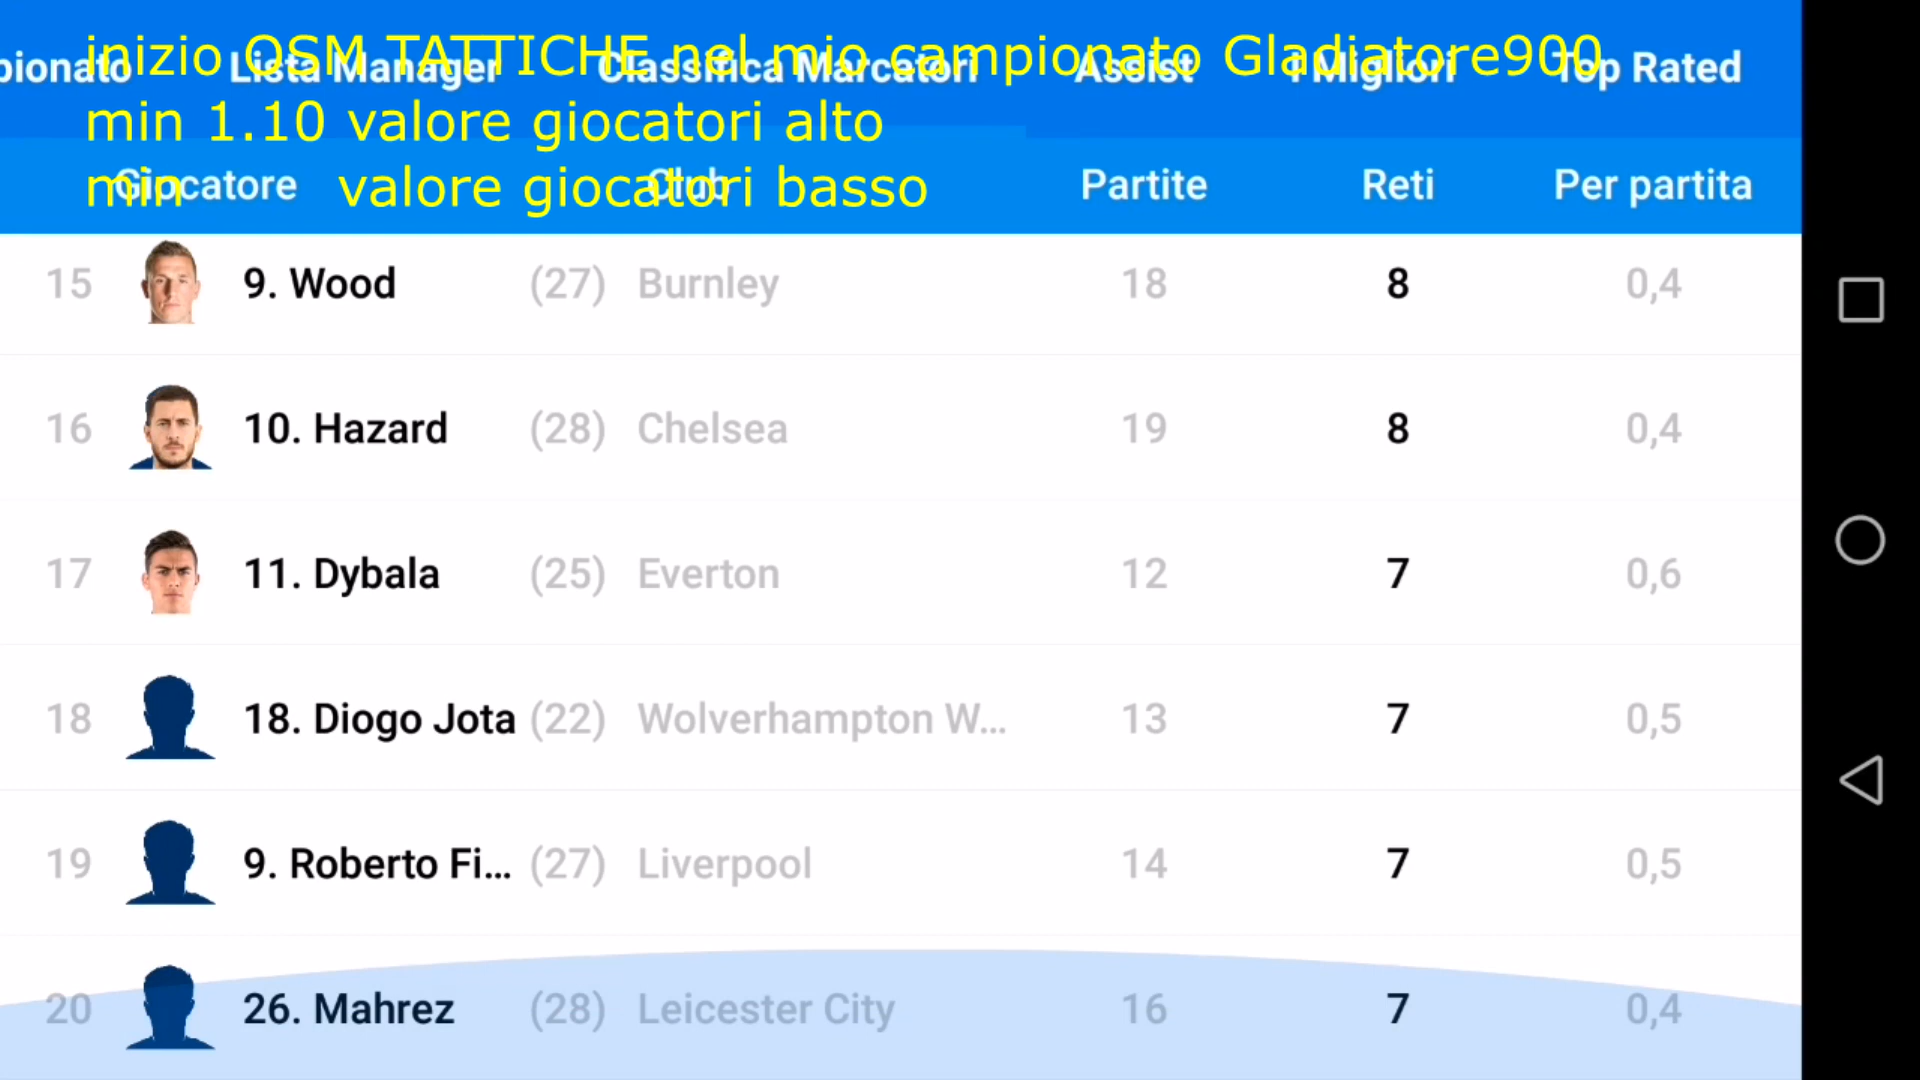 inizio OSM TATTICHE nel mio campionato Gladiatore900
pionato Lista Manager Classifica Marcatori Assist I Migliori Top Rated
min 1.10 valore giocatori alto
min valore giocatori basso
Giocatore Club Partite Reti Per partita
15 9. Wood (27) Burnley 18 8 0,4
16 10. Hazard (28) Chelsea 19 8 0,4
17 11. Dybala (25) Everton 12 7 0,6
18 18. Diogo Jota (22) Wolverhampton W... 13 7 0,5
19 9. Roberto Fi... (27) Liverpool 14 7 0,5
20 26. Mahrez (28) Leicester City 16 7 0,4